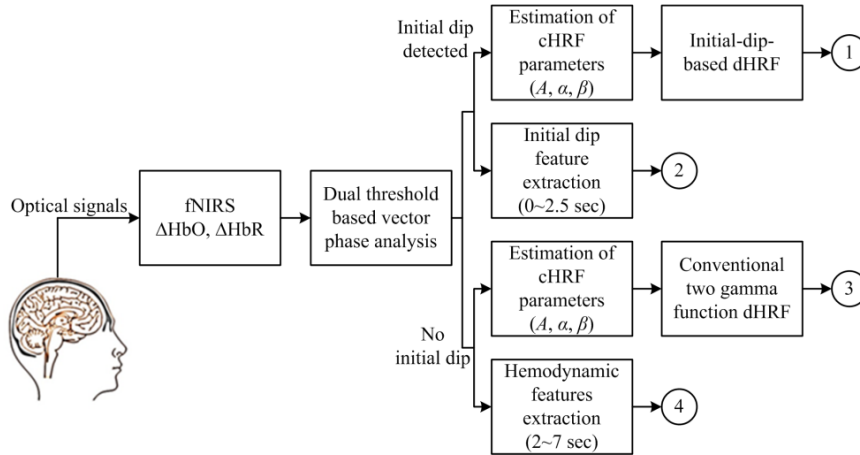 Optical signals
fNIRS
ΔHbO, ΔHbR
Dual threshold
based vector
phase analysis
Initial dip
detected
Estimation of
cHRF
parameters
(A, α, β)
Initial-dip-
based dHRF
1
Initial dip
feature
extraction
(0~2.5 sec)
2
No
initial dip
Estimation of
cHRF
parameters
(A, α, β)
Conventional
two gamma
function dHRF
3
Hemodynamic
features
extraction
(2~7 sec)
4